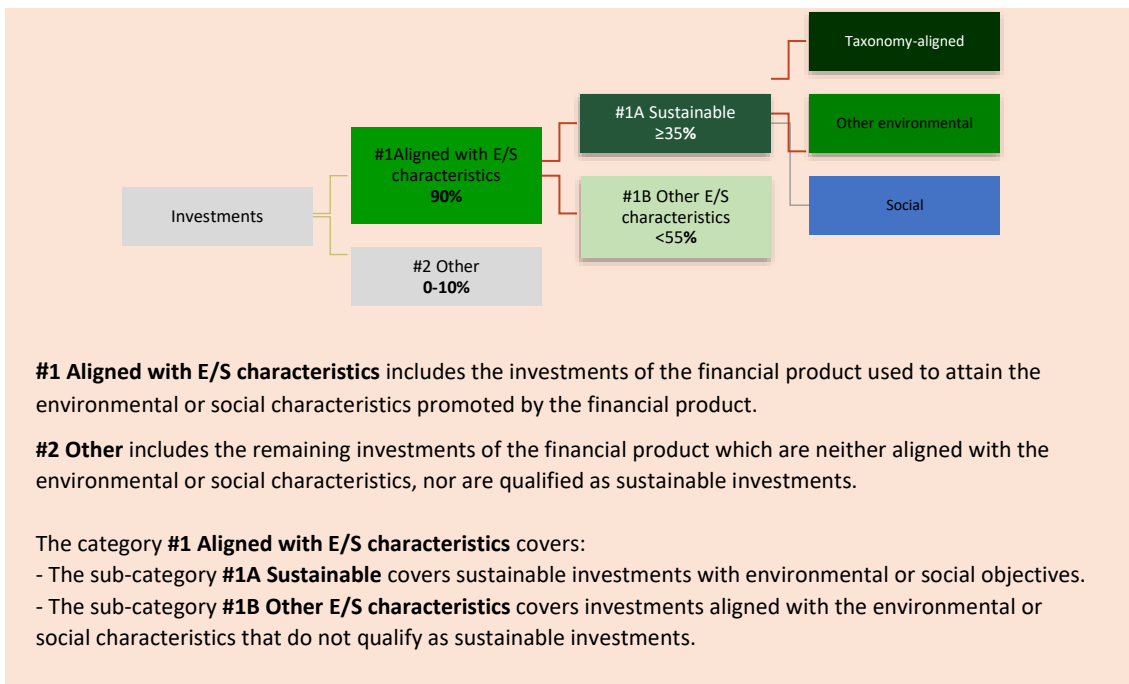 Taxonomy-aligned
#1A Sustainable
≥35%
Other environmental
#1Aligned with E/S
characteristics
90%
#1B Other E/S
characteristics
<55%
Social
Investments
#2 Other
0-10%
#1 Aligned with E/S characteristics includes the investments of the financial product used to attain the
environmental or social characteristics promoted by the financial product.
#2 Other includes the remaining investments of the financial product which are neither aligned with the
environmental or social characteristics, nor are qualified as sustainable investments.
The category #1 Aligned with E/S characteristics covers:
- The sub-category #1A Sustainable covers sustainable investments with environmental or social objectives.
- The sub-category #1B Other E/S characteristics covers investments aligned with the environmental or
social characteristics that do not qualify as sustainable investments.